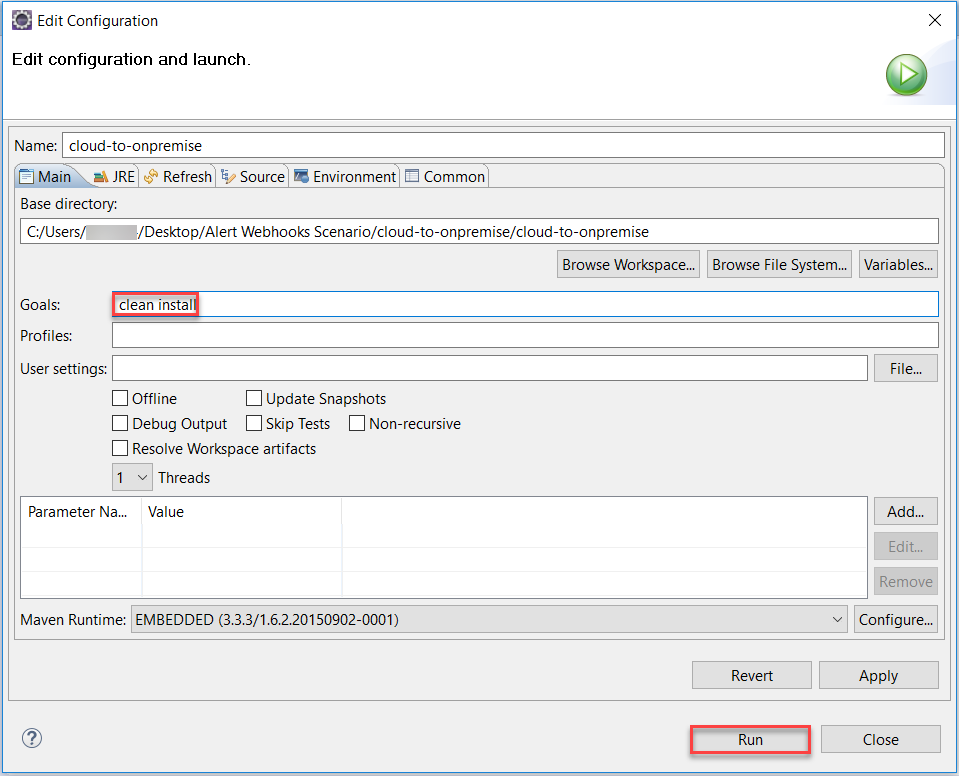 Edit Configuration
Edit configuration and launch.
Name: cloud-to-onpremise
Main JRE Refresh Source Environment Common
Base directory:
C:/Users/ /Desktop/Alert Webhooks Scenario/cloud-to-onpremise/cloud-to-onpremise
Browse Workspace... Browse File System... Variables...
Goals: clean install
Profiles:
User settings: File...
Offline Update Snapshots
Debug Output Skip Tests Non-recursive
Resolve Workspace artifacts
1 Threads
Parameter Na... Value Add...
Edit...
Remove
Maven Runtime: EMBEDDED (3.3.3/1.6.2.20150902-0001) Configure...
Revert Apply
? Run Close